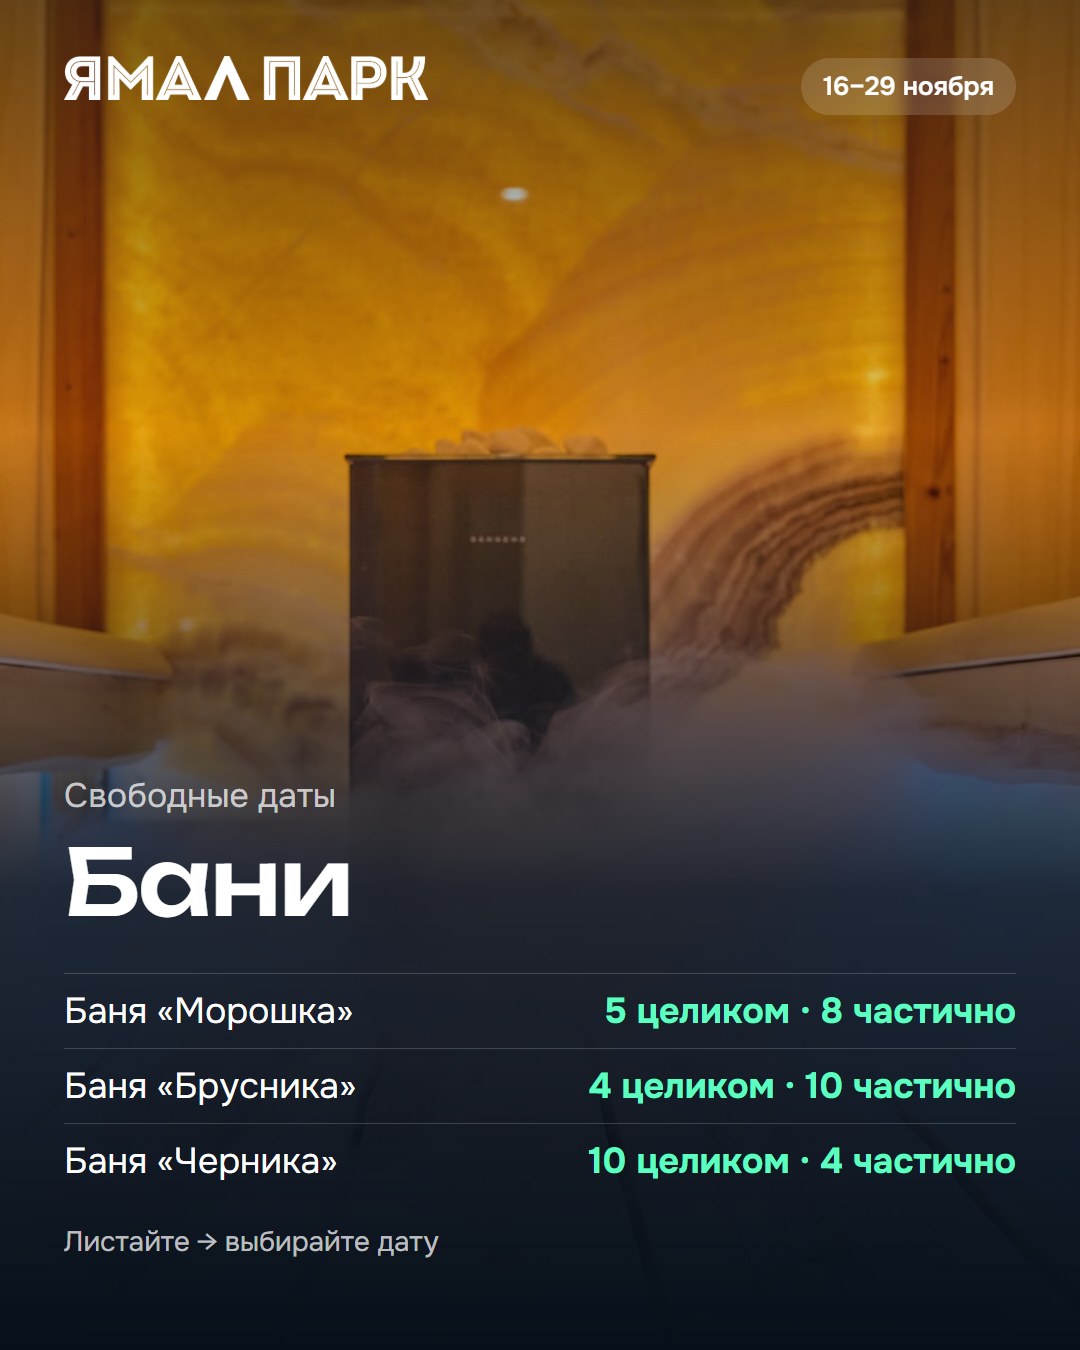 ЯМАЛ ПАРК
16–29 ноября
Свободные даты
Бани
Баня «Морошка» 5 целиком · 8 частично
Баня «Брусника» 4 целиком · 10 частично
Баня «Черника» 10 целиком · 4 частично
Листайте → выбирайте дату